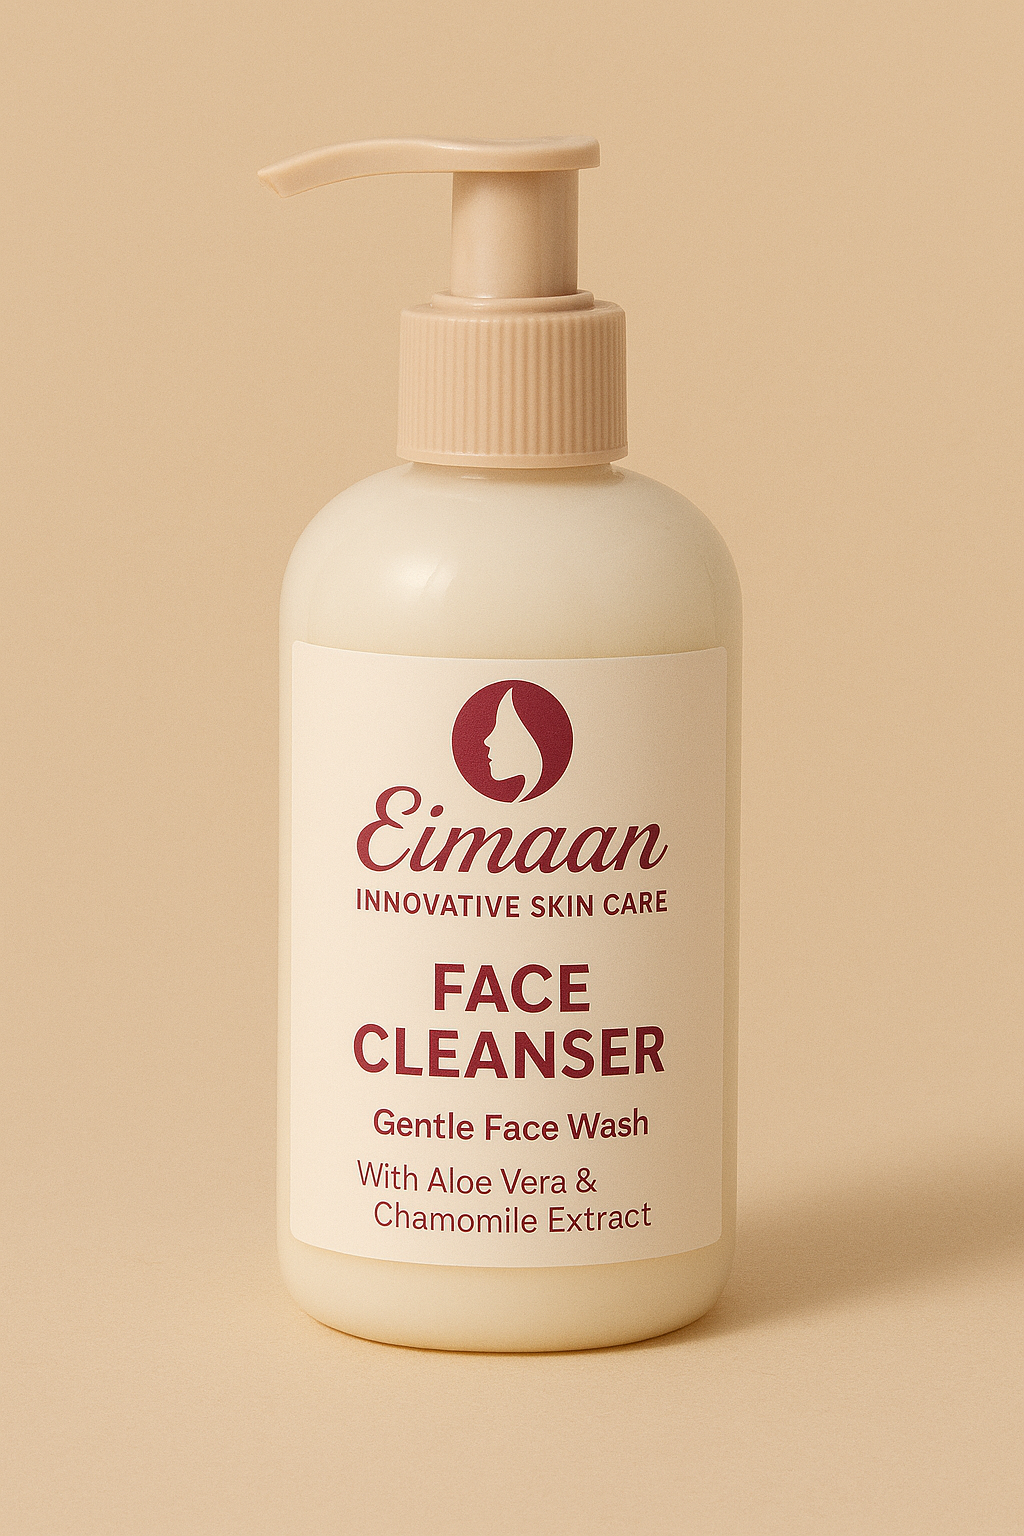 Eimaan
INNOVATIVE SKIN CARE
FACE
CLEANSER
Gentle Face Wash
With Aloe Vera &
Chamomile Extract